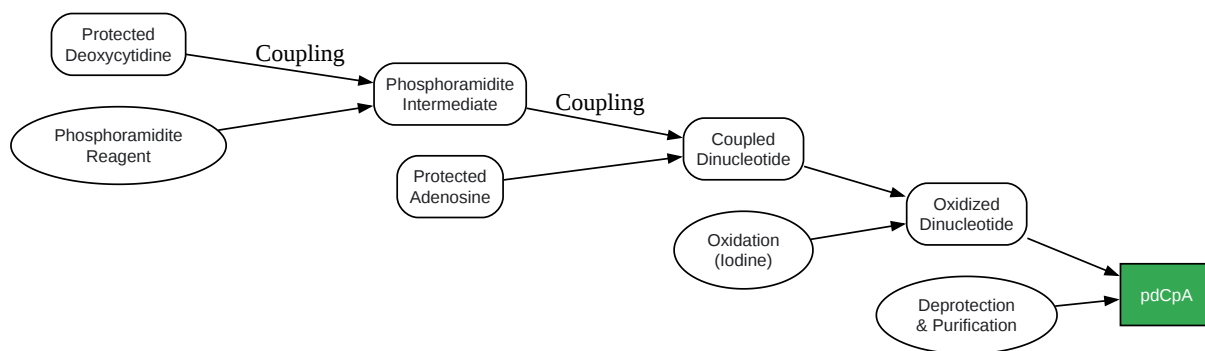 Protected
Deoxycytidine
Coupling
Phosphoramidite
Reagent
Phosphoramidite
Intermediate
Coupling
Protected
Adenosine
Coupled
Dinucleotide
Oxidation
(Iodine)
Oxidized
Dinucleotide
Deprotection
& Purification
pdCpA